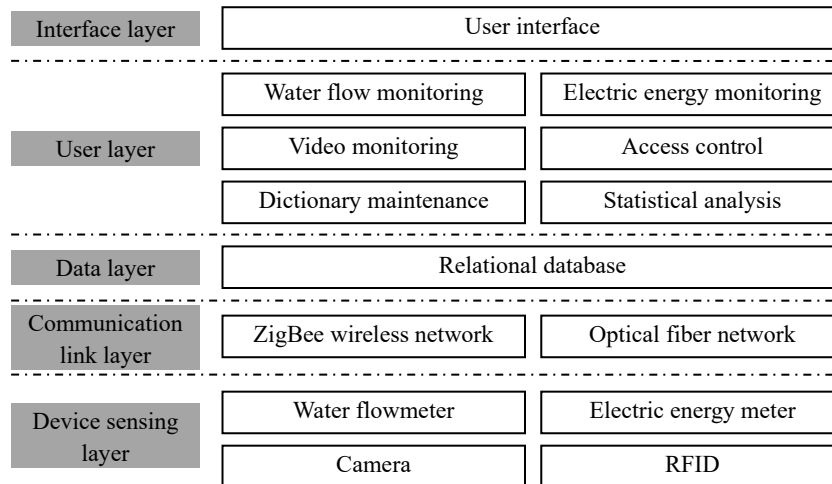 Interface layer
User interface
User layer
Water flow monitoring
Electric energy monitoring
Video monitoring
Access control
Dictionary maintenance
Statistical analysis
Data layer
Relational database
Communication
link layer
ZigBee wireless network
Optical fiber network
Device sensing
layer
Water flowmeter
Electric energy meter
Camera
RFID